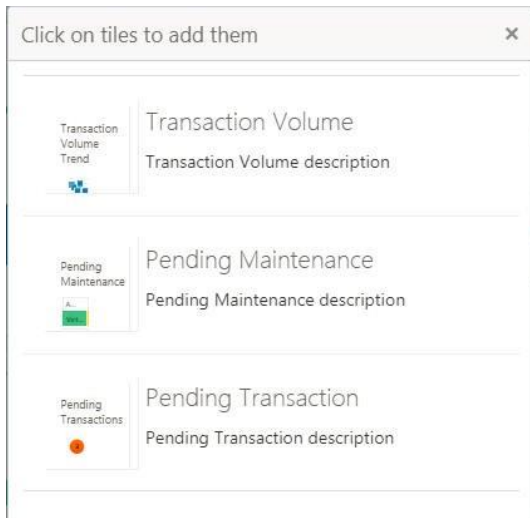 Click on tiles to add them
×
Transaction
Volume
Trend
Transaction Volume
Transaction Volume description
Pending
Maintenance
A...
Pending Maintenance
Pending Maintenance description
Pending
Transactions
Pending Transaction
Pending Transaction description